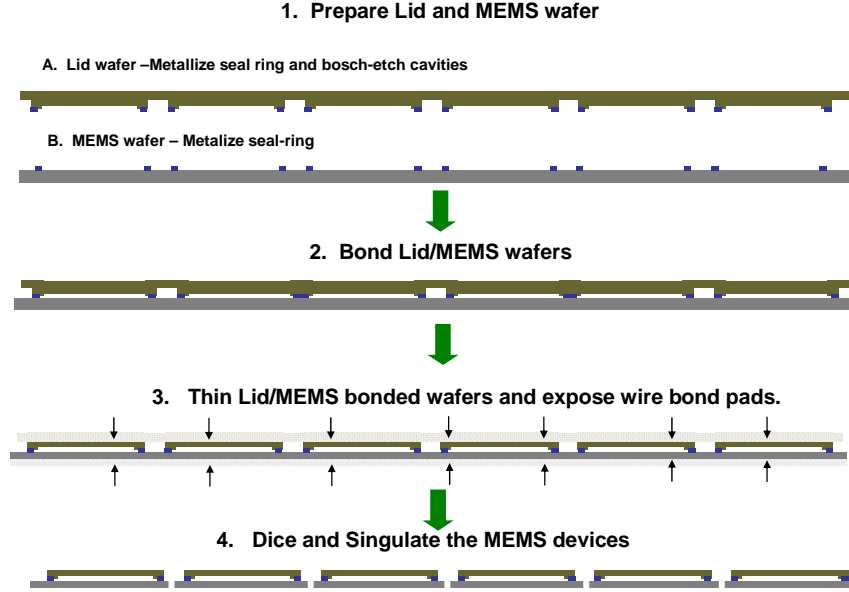 1. Prepare Lid and MEMS wafer
A. Lid wafer –Metallize seal ring and bosch-etch cavities
B. MEMS wafer – Metalize seal-ring
2. Bond Lid/MEMS wafers
3. Thin Lid/MEMS bonded wafers and expose wire bond pads.
4. Dice and Singulate the MEMS devices